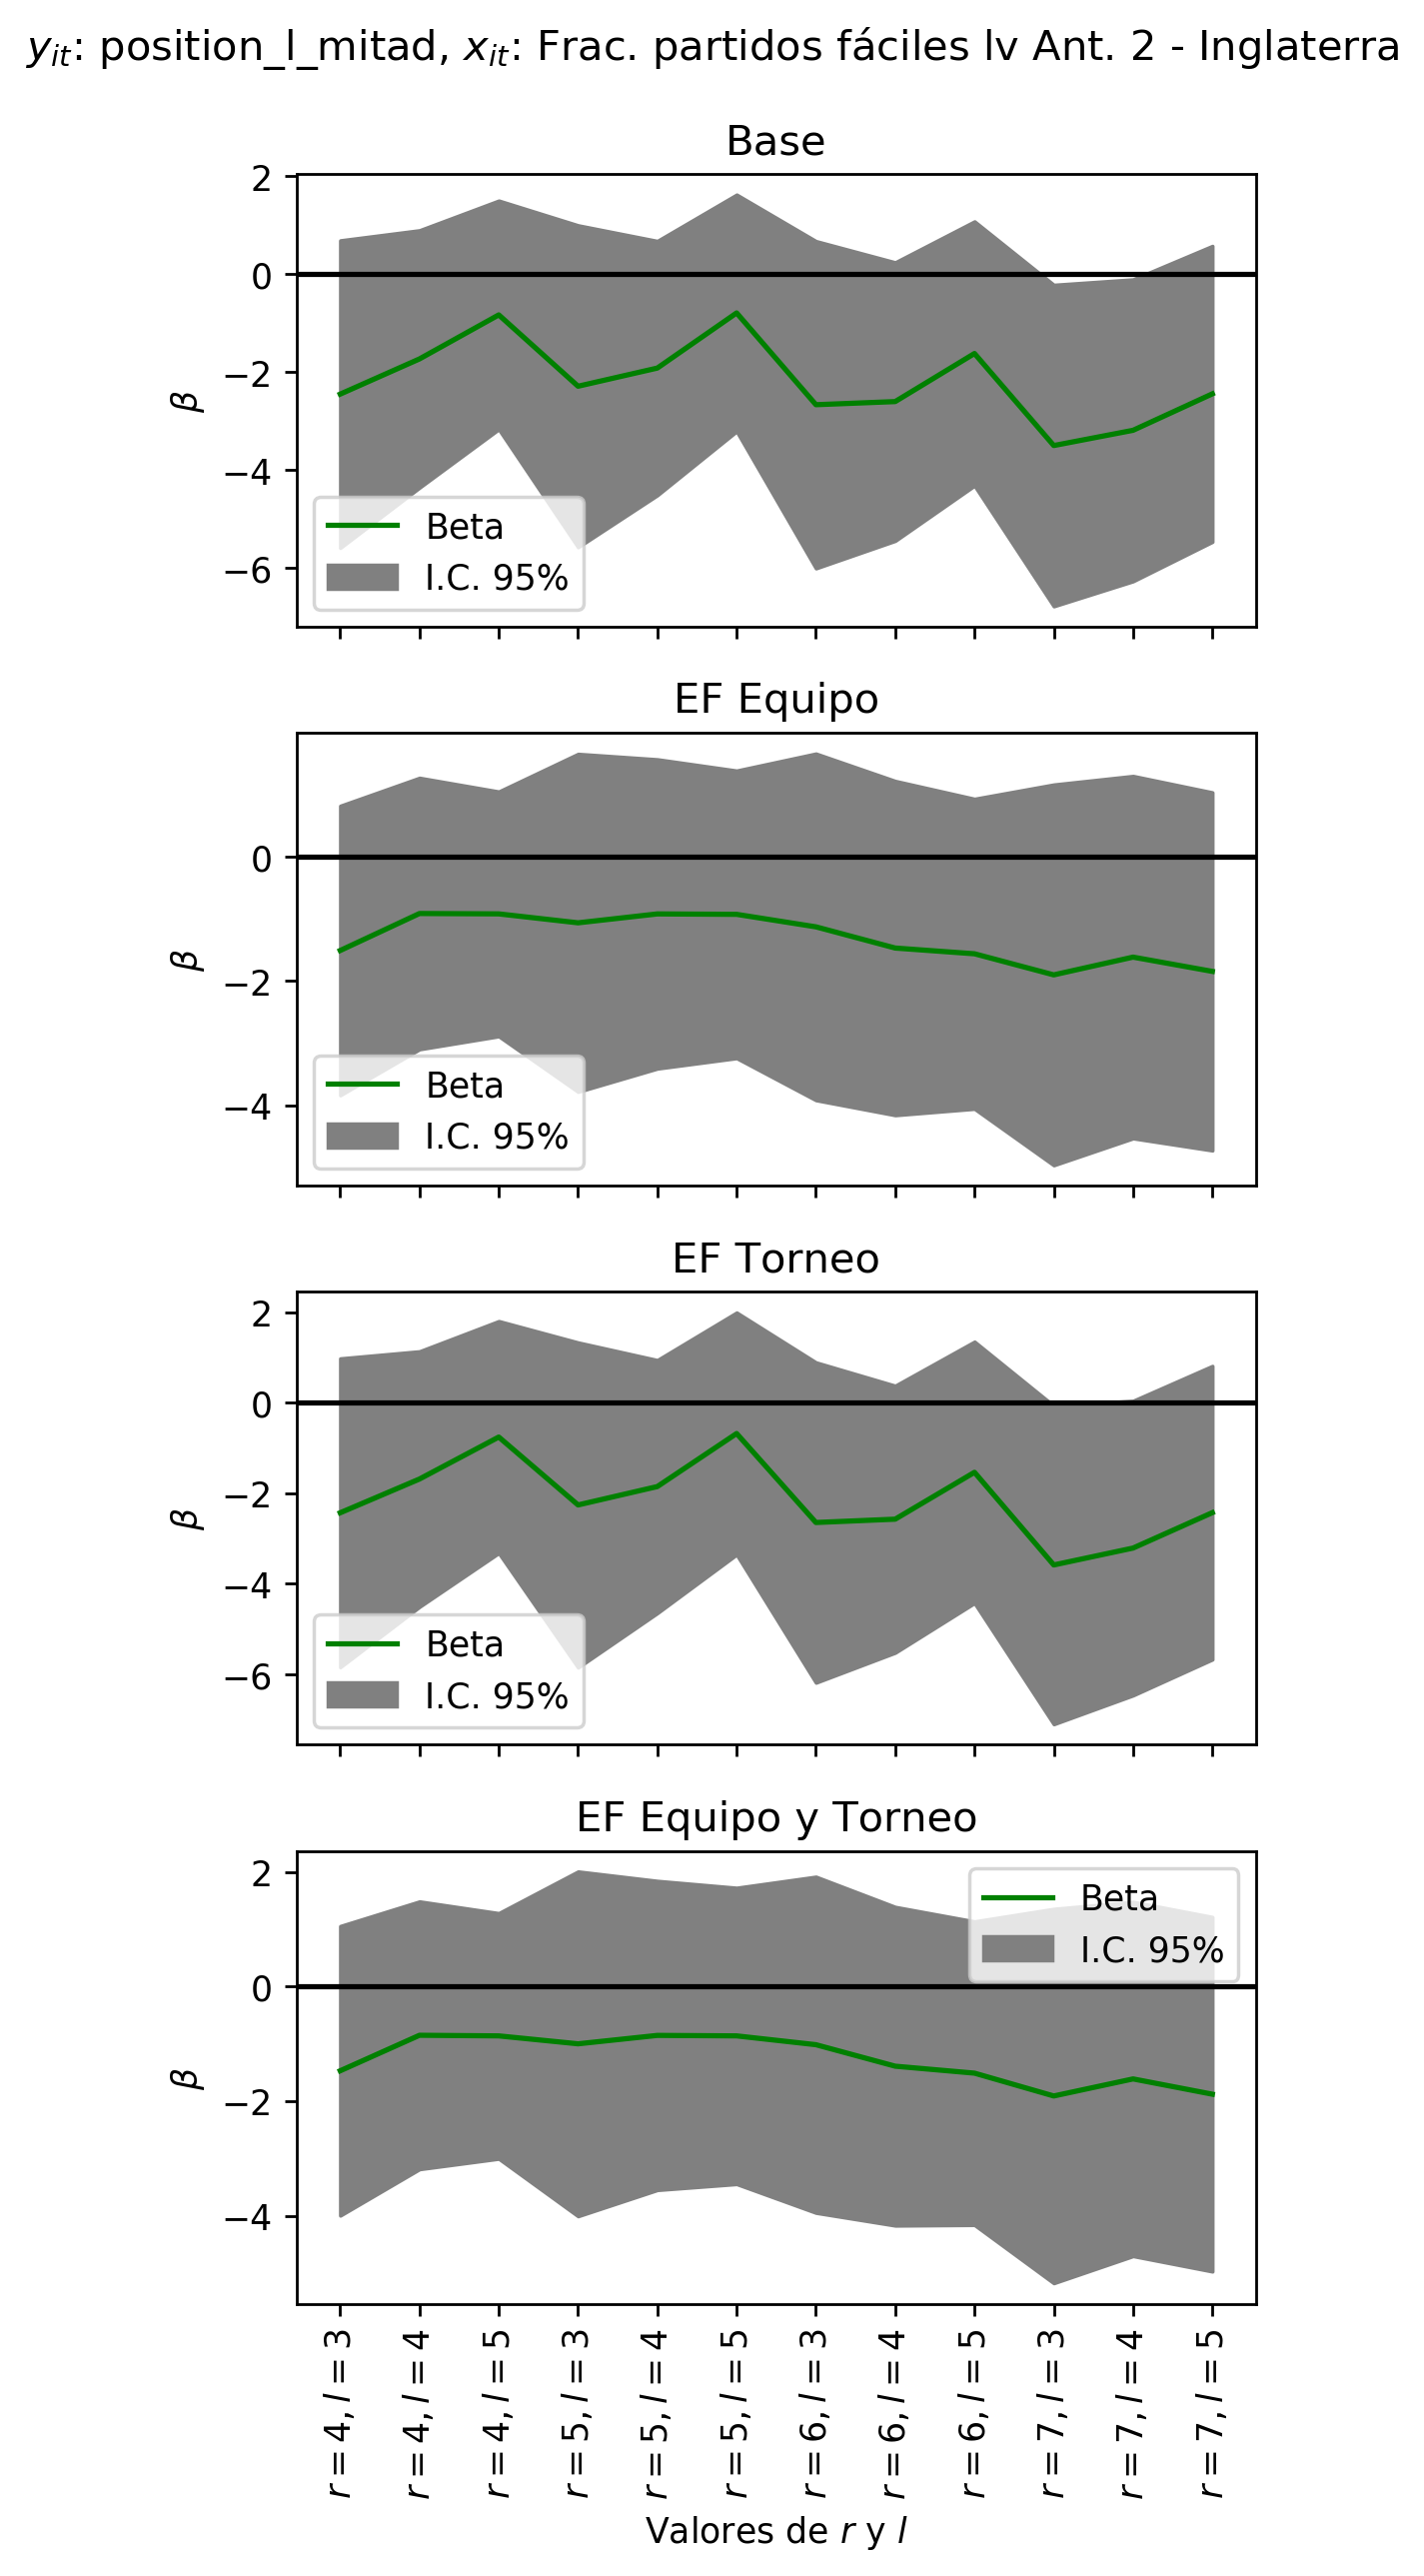 y_it: position_l_mitad, x_it: Frac. partidos fáciles lv Ant. 2 - Inglaterra
Base
2
0
−2
−4
−6
β
Beta
I.C. 95%
EF Equipo
0
−2
−4
β
Beta
I.C. 95%
EF Torneo
2
0
−2
−4
−6
β
Beta
I.C. 95%
EF Equipo y Torneo
2
0
−2
−4
β
Beta
I.C. 95%
r = 4, l = 3
r = 4, l = 4
r = 4, l = 5
r = 5, l = 3
r = 5, l = 4
r = 5, l = 5
r = 6, l = 3
r = 6, l = 4
r = 6, l = 5
r = 7, l = 3
r = 7, l = 4
r = 7, l = 5
Valores de r y l